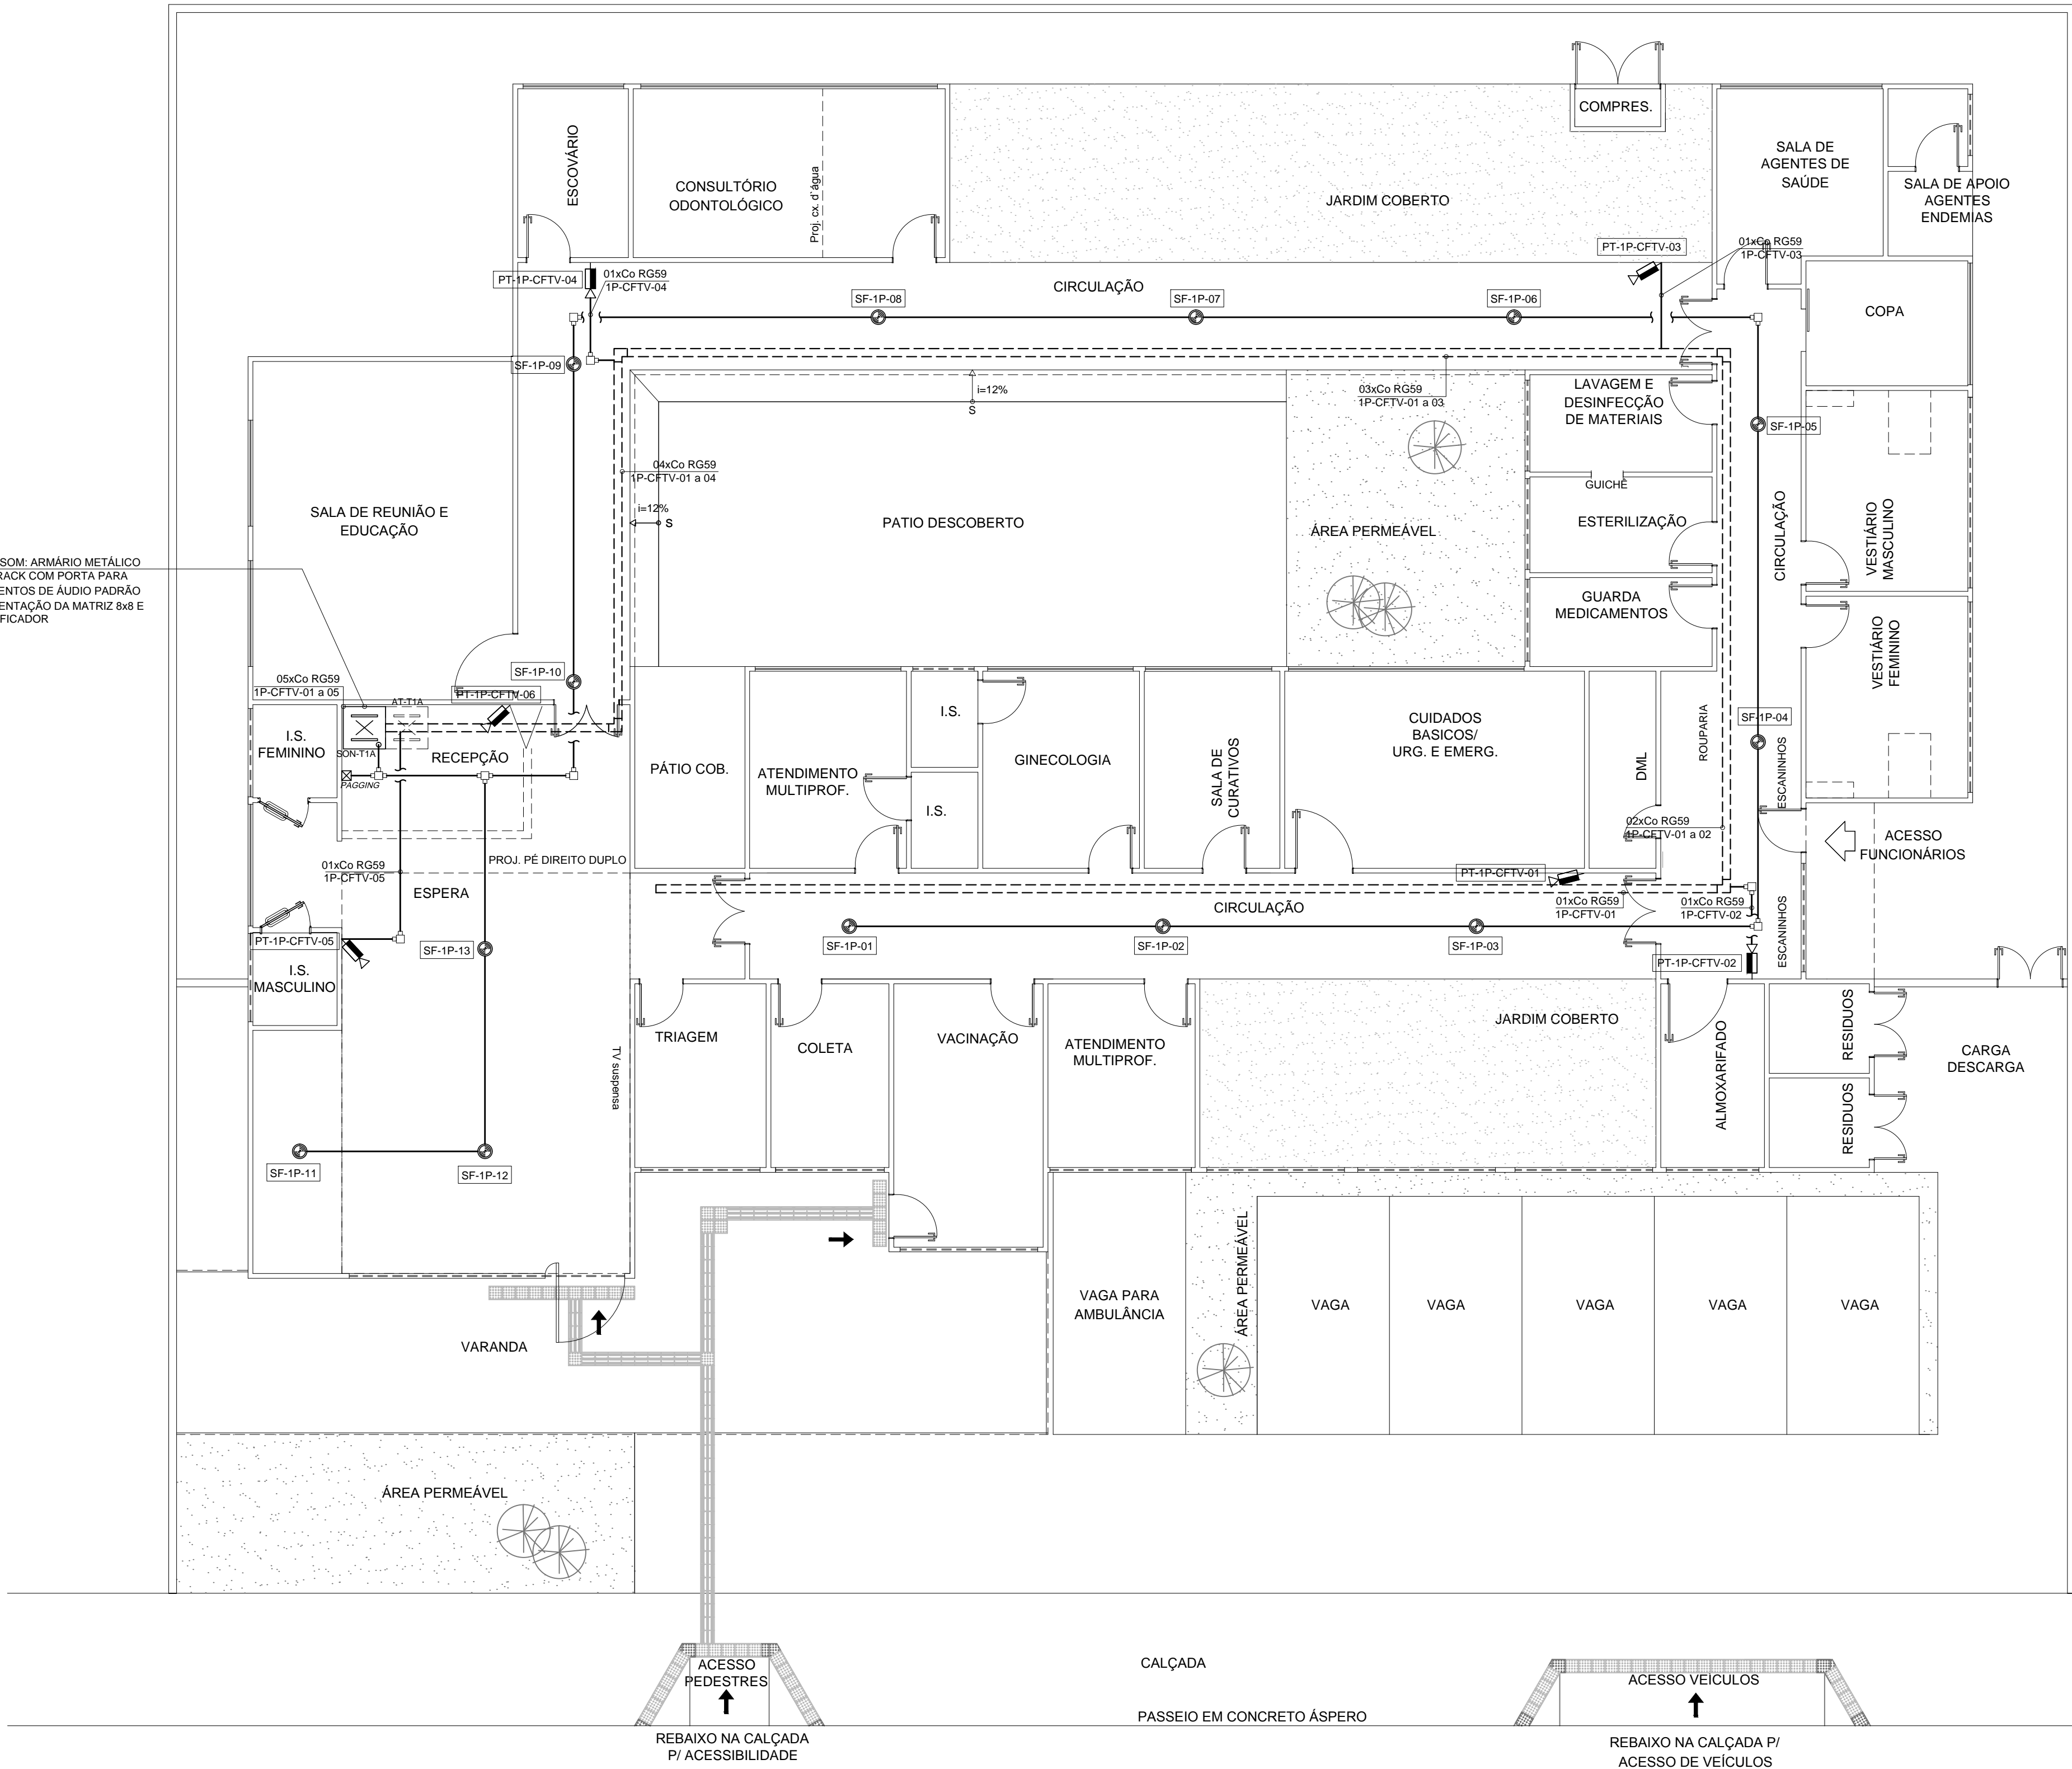 COMPRES.
ESCOVÁRIO
CONSULTÓRIO
ODONTOLÓGICO
Proj. cx. d`água
JARDIM COBERTO
SALA DE
AGENTES DE
SAÚDE
SALA DE APOIO
AGENTES
ENDEMIAS
PT-1P-CFTV-04
01xCo RG59
1P-CFTV-04
PT-1P-CFTV-03
01xCo RG59
1P-CFTV-03
CIRCULAÇÃO
SF-1P-08
SF-1P-07
SF-1P-06
COPA
SF-1P-09
i=12%
S
03xCo RG59
1P-CFTV-01 a 03
LAVAGEM E
DESINFECÇÃO
DE MATERIAIS
SF-1P-05
04xCo RG59
1P-CFTV-01 a 04
GUICHÊ
i=12%
S
SALA DE REUNIÃO E
EDUCAÇÃO
PATIO DESCOBERTO
ÁREA PERMEÁVEL
ESTERILIZAÇÃO
CIRCULAÇÃO
VESTIÁRIO
MASCULINO
SOM: ARMÁRIO METÁLICO
RACK COM PORTA PARA
ENTOS DE ÁUDIO PADRÃO
ENTAÇÃO DA MATRIZ 8x8 E
FICADOR
GUARDA
MEDICAMENTOS
VESTIÁRIO
FEMININO
SF-1P-10
05xCo RG59
1P-CFTV-01 a 05
AT-T1A
PT-1P-CFTV-06
I.S.
FEMININO
SON-T1A
RECEPÇÃO
PAGGING
PÁTIO COB.
ATENDIMENTO
MULTIPROF.
I.S.
I.S.
GINECOLOGIA
SALA DE
CURATIVOS
CUIDADOS
BASICOS/
URG. E EMERG.
DML
ROUPARIA
SF-1P-04
ESCANINHOS
02xCo RG59
1P-CFTV-01 a 02
ACESSO
FUNCIONÁRIOS
PROJ. PÉ DIREITO DUPLO
01xCo RG59
1P-CFTV-05
ESPERA
PT-1P-CFTV-01
01xCo RG59
1P-CFTV-01
01xCo RG59
1P-CFTV-02
CIRCULAÇÃO
PT-1P-CFTV-05
SF-1P-13
SF-1P-01
SF-1P-02
SF-1P-03
PT-1P-CFTV-02
ESCANINHOS
I.S.
MASCULINO
TRIAGEM
COLETA
VACINAÇÃO
ATENDIMENTO
MULTIPROF.
JARDIM COBERTO
ALMOXARIFADO
RESIDUOS
RESIDUOS
CARGA
DESCARGA
TV suspensa
SF-1P-11
SF-1P-12
VARANDA
VAGA PARA
AMBULÂNCIA
ÁREA PERMEÁVEL
VAGA
VAGA
VAGA
VAGA
VAGA
ÁREA PERMEÁVEL
ACESSO
PEDESTRES
CALÇADA
ACESSO VEÍCULOS
PASSEIO EM CONCRETO ÁSPERO
REBAIXO NA CALÇADA
P/ ACESSIBILIDADE
REBAIXO NA CALÇADA P/
ACESSO DE VEÍCULOS